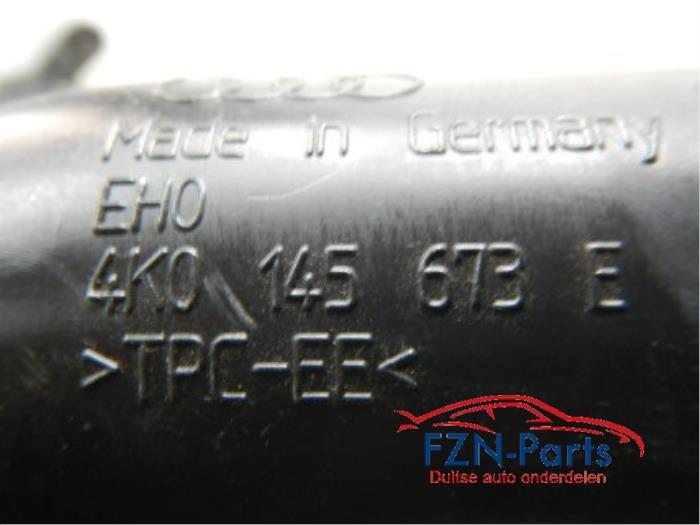 Made in Germany
EH0
4K0 145 673 E
>TPC-EE<
FZN-Parts
Duitse auto onderdelen